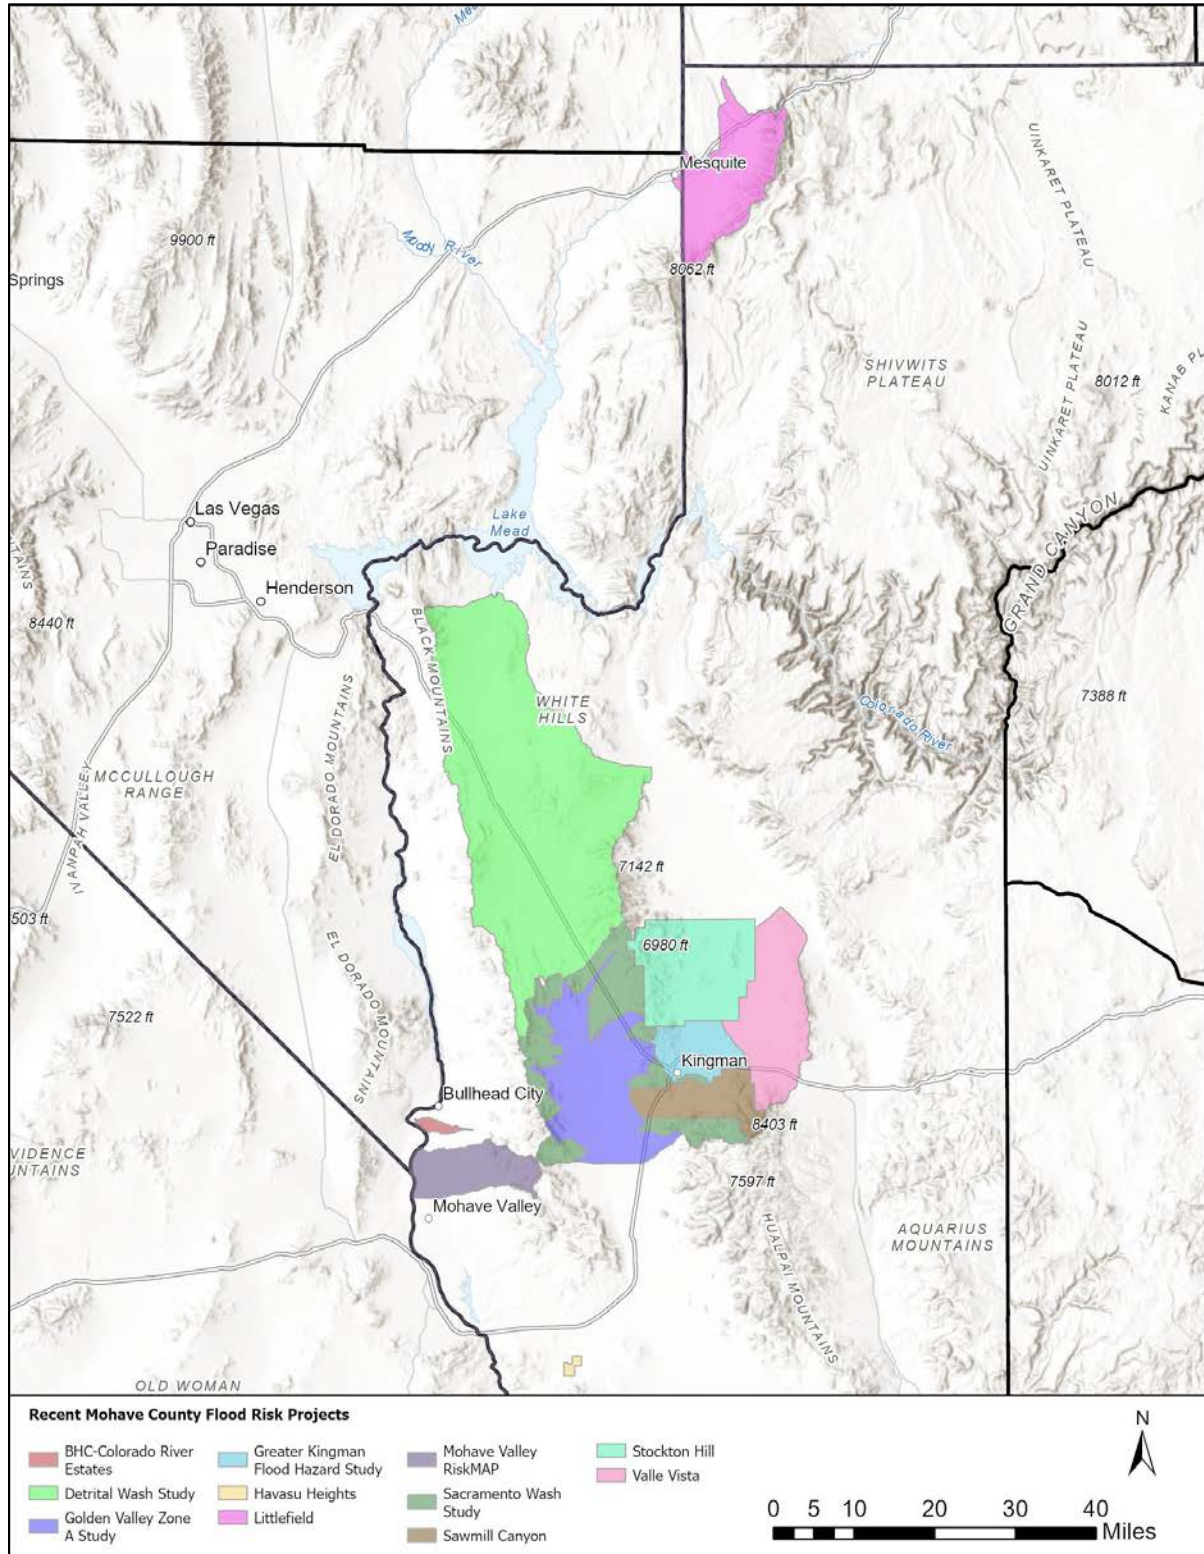 Me
Mesquite
UINKARET PLATEAU
9900 ft
Muddy River
Springs
8062 ft
SHIVWITS
PLATEAU
8012 ft
UINKARET PLATEAU
KANAB PL
Las Vegas
Lake
Mead
Paradise
GRAND CANYON
TAINS
Henderson
8440 ft
BLACK MOUNTAINS
WHITE
HILLS
7388 ft
Colorado River
EL DORADO MOUNTAINS
MCCULLOUGH
RANGE
IVANPAH VALLEY
7142 ft
503 ft
6980 ft
EL DORADO MOUNTAINS
7522 ft
Kingman
Bullhead City
8403 ft
VIDENCE
UNTAINS
7597 ft
Mohave Valley
AQUARIUS
MOUNTAINS
HUALPAI MOUNTAINS
OLD WOMAN
Recent Mohave County Flood Risk Projects
BHC-Colorado River
Estates
Detrital Wash Study
Golden Valley Zone
A Study
Greater Kingman
Flood Hazard Study
Havasu Heights
Littlefield
Mohave Valley
RiskMAP
Sacramento Wash
Study
Sawmill Canyon
Stockton Hill
Valle Vista
N
0 5 10 20 30 40
Miles